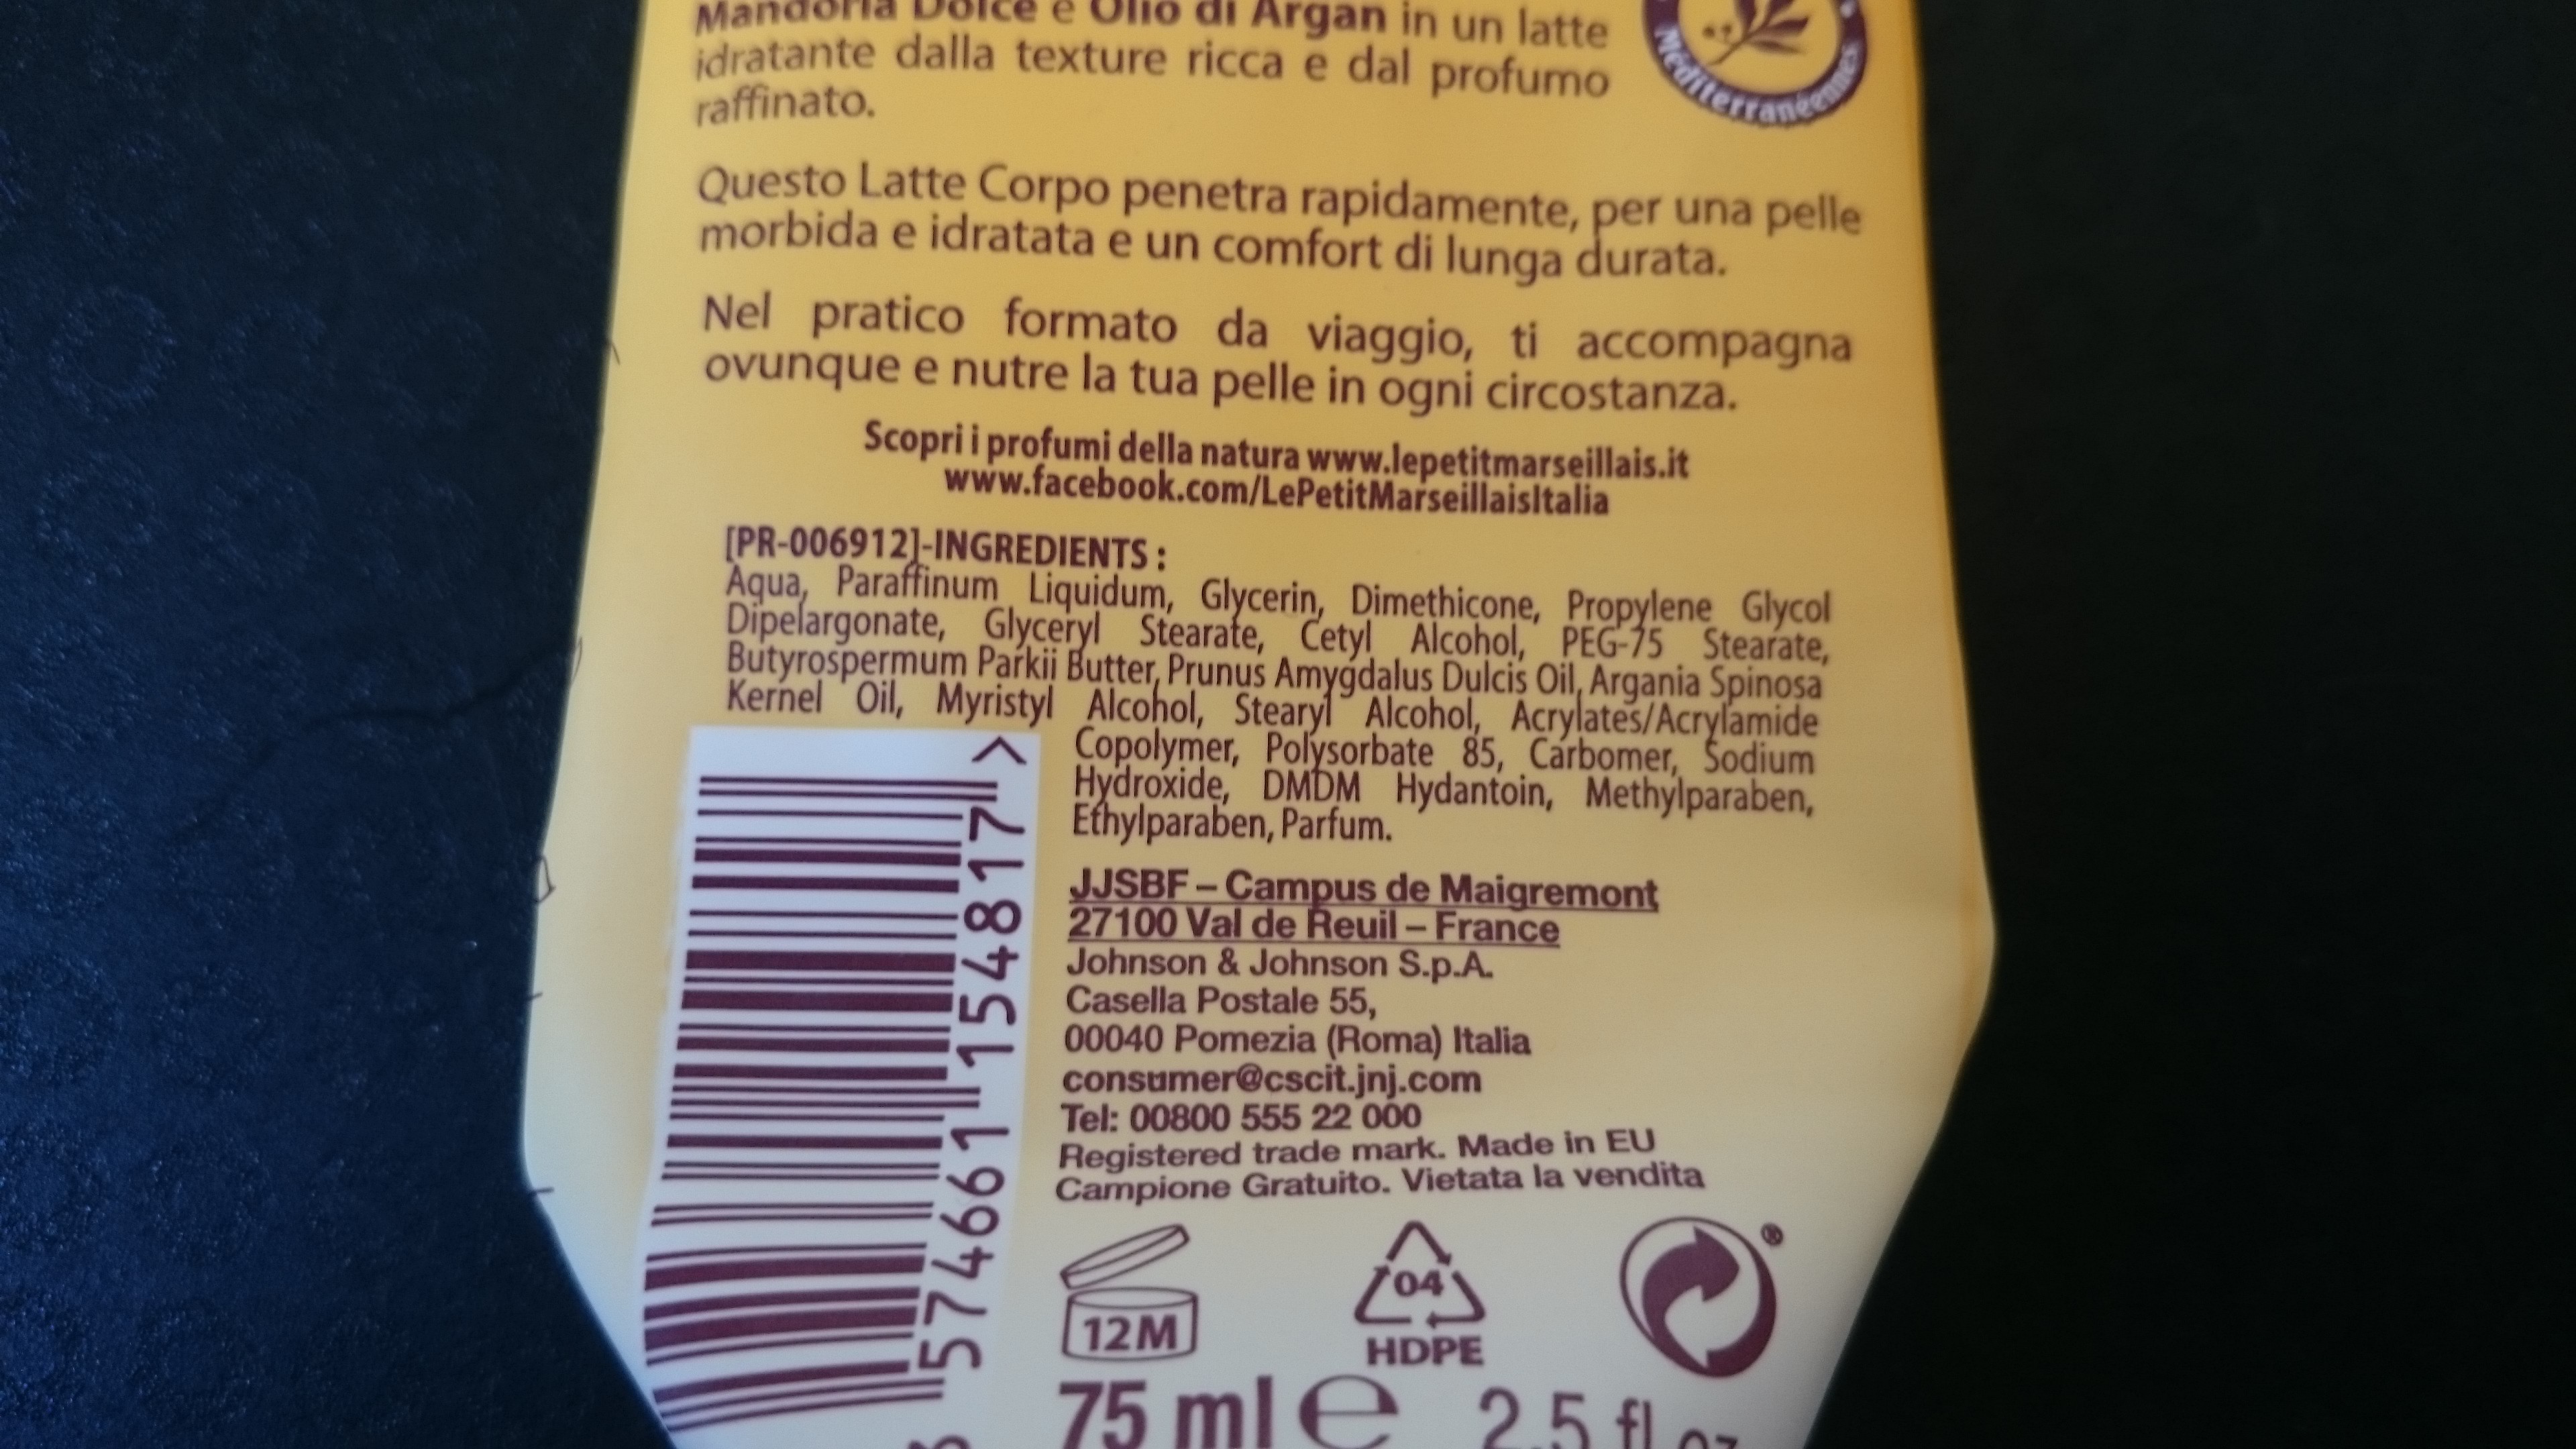 Mandorla Dolce e Olio di Argan in un latte
idratante dalla texture ricca e dal profumo
raffinato.
Méditerranéennes
Questo Latte Corpo penetra rapidamente, per una pelle
morbida e idratata e un comfort di lunga durata.
Nel pratico formato da viaggio, ti accompagna
ovunque e nutre la tua pelle in ogni circostanza.
Scopri i profumi della natura www.lepetitmarseillais.it
www.facebook.com/LePetitMarseillaisItalia
[PR-006912]-INGREDIENTS :
Aqua, Paraffinum Liquidum, Glycerin, Dimethicone, Propylene Glycol
Dipelargonate, Glyceryl Stearate, Cetyl Alcohol, PEG-75 Stearate,
Butyrospermum Parkii Butter, Prunus Amygdalus Dulcis Oil, Argania Spinosa
Kernel Oil, Myristyl Alcohol, Stearyl Alcohol, Acrylates/Acrylamide
Copolymer, Polysorbate 85, Carbomer, Sodium
Hydroxide, DMDM Hydantoin, Methylparaben,
Ethylparaben, Parfum.
574661 154817 >
JJSBF – Campus de Maigremont
27100 Val de Reuil – France
Johnson & Johnson S.p.A.
Casella Postale 55,
00040 Pomezia (Roma) Italia
consumer@cscit.jnj.com
Tel: 00800 555 22 000
Registered trade mark. Made in EU
Campione Gratuito. Vietata la vendita
12M
04
HDPE
®
75 ml e 2.5 fl oz